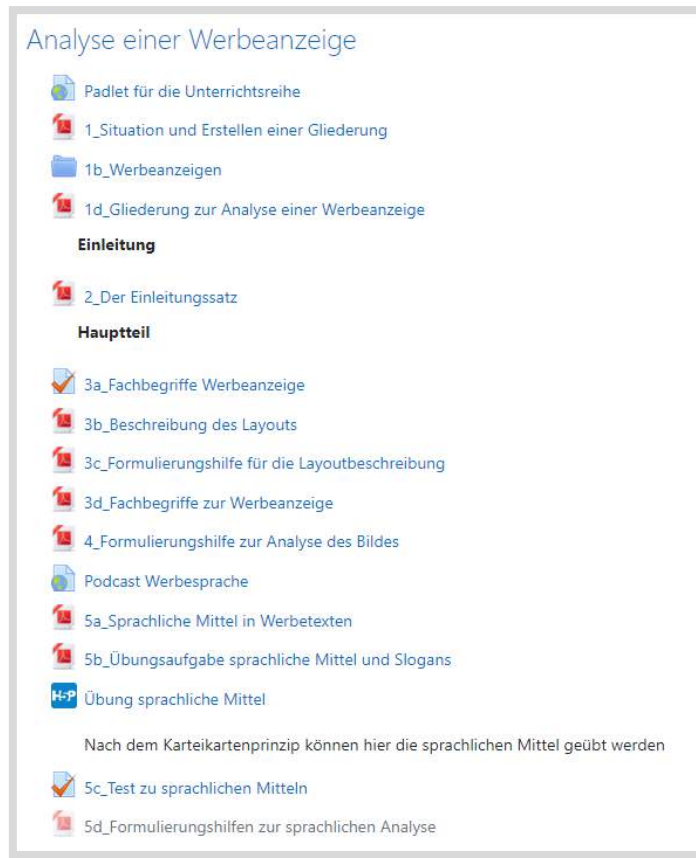 Analyse einer Werbeanzeige
Padlet für die Unterrichtsreihe
1_Situation und Erstellen einer Gliederung
1b_Werbeanzeigen
1d_Gliederung zur Analyse einer Werbeanzeige
Einleitung
2_Der Einleitungssatz
Hauptteil
3a_Fachbegriffe Werbeanzeige
3b_Beschreibung des Layouts
3c_Formulierungshilfe für die Layoutbeschreibung
3d_Fachbegriffe zur Werbeanzeige
4_Formulierungshilfe zur Analyse des Bildes
Podcast Werbesprache
5a_Sprachliche Mittel in Werbetexten
5b_Übungsaufgabe sprachliche Mittel und Slogans
H-P Übung sprachliche Mittel
Nach dem Karteikartenprinzip können hier die sprachlichen Mittel geübt werden
5c_Test zu sprachlichen Mitteln
5d_Formulierungshilfen zur sprachlichen Analyse